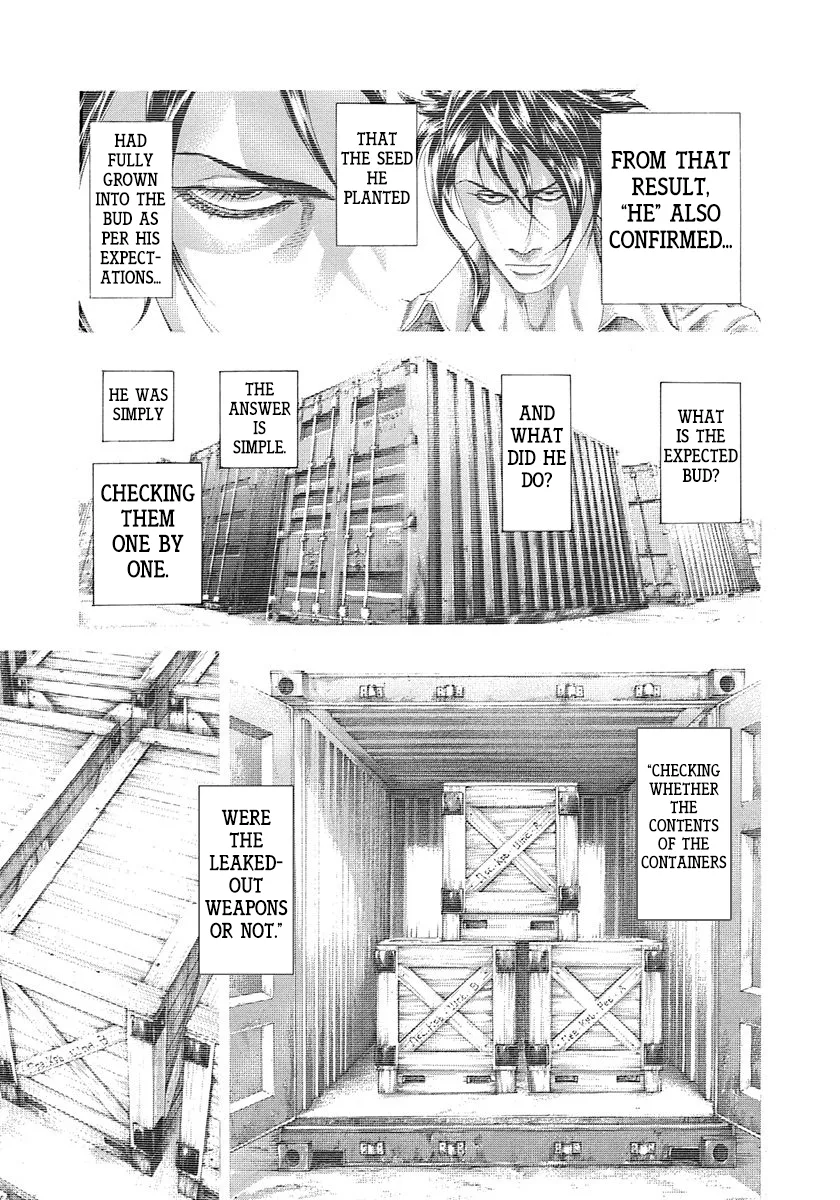 FROM THAT
RESULT,
“HE” ALSO
CONFIRMED...
THAT
THE SEED
HE
PLANTED
HAD
FULLY
GROWN
INTO THE
BUD AS
PER HIS
EXPECT-
ATIONS...
WHAT
IS THE
EXPECTED
BUD?
AND
WHAT
DID HE
DO?
THE
ANSWER
IS
SIMPLE.
HE WAS
SIMPLY
CHECKING
THEM
ONE BY
ONE.
“CHECKING
WHETHER
THE
CONTENTS
OF THE
CONTAINERS
WERE
THE
LEAKED-
OUT
WEAPONS
OR NOT.”